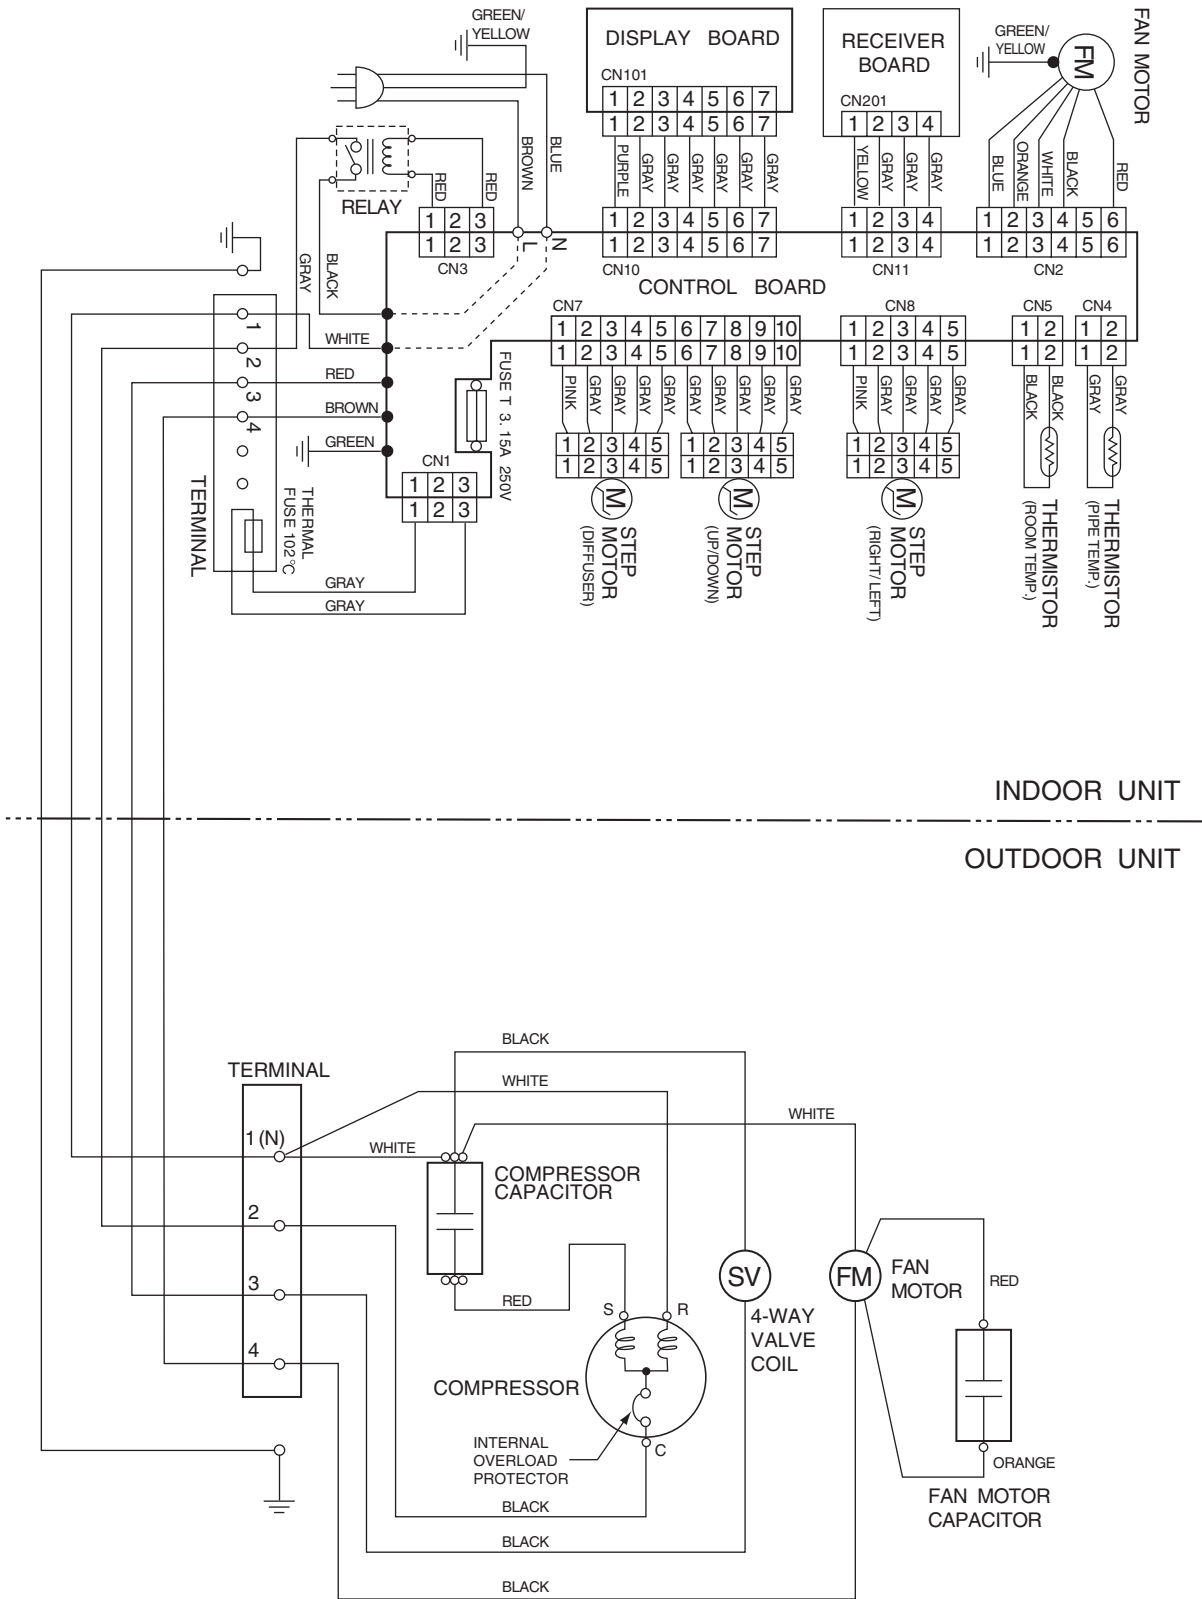 GREEN/
YELLOW
DISPLAY BOARD
CN101
1 2 3 4 5 6 7
1 2 3 4 5 6 7
RECEIVER
BOARD
CN201
1 2 3 4
GREEN/
YELLOW
FM
FAN MOTOR
BROWN
BLUE
PURPLE
GRAY
GRAY
GRAY
GRAY
GRAY
GRAY
YELLOW
GRAY
GRAY
GRAY
BLUE
ORANGE
WHITE
BLACK
RED
RELAY
RED
RED
1 2 3
1 2 3
CN3
L
N
1 2 3 4 5 6 7
1 2 3 4 5 6 7
CN10
1 2 3 4
1 2 3 4
CN11
1 2 3 4 5 6
1 2 3 4 5 6
CN2
CONTROL BOARD
GRAY
BLACK
1
2
3
4
TERMINAL
WHITE
RED
BROWN
GREEN
THERMAL
FUSE 102°C
FUSE T 3. 15A 250V
CN1
1 2 3
1 2 3
GRAY
GRAY
CN7
1 2 3 4 5 6 7 8 9 10
1 2 3 4 5 6 7 8 9 10
PINK
GRAY
GRAY
GRAY
GRAY
GRAY
GRAY
GRAY
GRAY
GRAY
1 2 3 4 5
1 2 3 4 5
M
STEP
MOTOR
(DIFFUSER)
1 2 3 4 5
1 2 3 4 5
M
STEP
MOTOR
(UP/DOWN)
CN8
1 2 3 4 5
1 2 3 4 5
PINK
GRAY
GRAY
GRAY
GRAY
1 2 3 4 5
1 2 3 4 5
M
STEP
MOTOR
(RIGHT/ LEFT)
CN5
1 2
1 2
BLACK
BLACK
THERMISTOR
(ROOM TEMP.)
CN4
1 2
1 2
GRAY
GRAY
THERMISTOR
(PIPE TEMP.)
INDOOR UNIT
OUTDOOR UNIT
TERMINAL
1 (N)
2
3
4
BLACK
WHITE
WHITE
WHITE
COMPRESSOR
CAPACITOR
RED
S
R
C
COMPRESSOR
INTERNAL
OVERLOAD
PROTECTOR
SV
4-WAY
VALVE
COIL
FM
FAN
MOTOR
RED
ORANGE
FAN MOTOR
CAPACITOR
BLACK
BLACK
BLACK